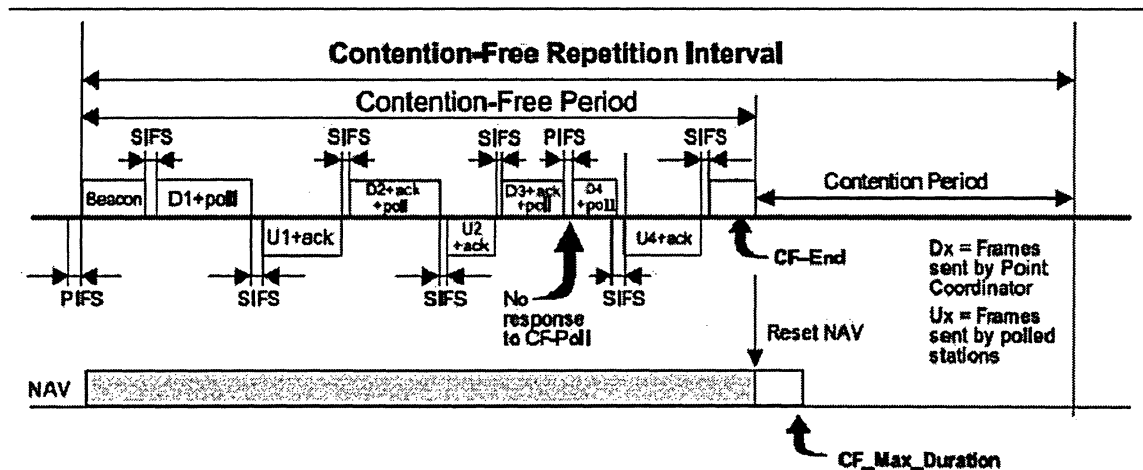 Contention-Free Repetition Interval
Contention-Free Period
SIFS
SIFS
SIFS
PIFS
SIFS
Beacon
D1+poll
D2+ack
+poll
D3+ack
+poll
D4
+poll
Contention Period
U1+ack
U2
+ack
U4+ack
CF-End
PIFS
SIFS
SIFS
No
response
to CF-Poll
SIFS
Dx = Frames
sent by Point
Coordinator
Ux = Frames
sent by polled
stations
Reset NAV
NAV
CF_Max_Duration